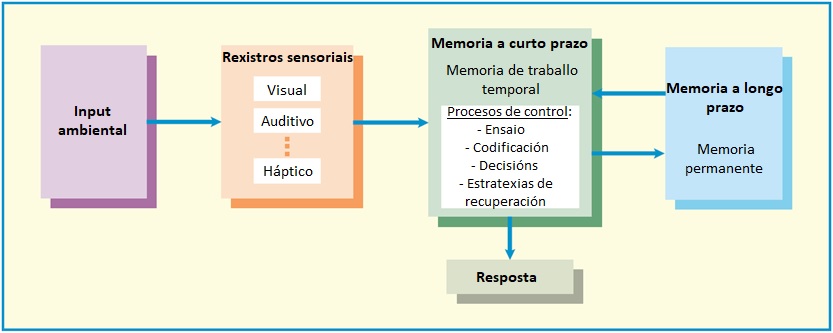 Input
ambiental
Rexistros sensoriais
Visual
Auditivo
Háptico
Memoria a curto prazo
Memoria de traballo
temporal
Procesos de control:
- Ensaio
- Codificación
- Decisións
- Estratexias de
recuperación
Memoria a longo
prazo
Memoria
permanente
Resposta